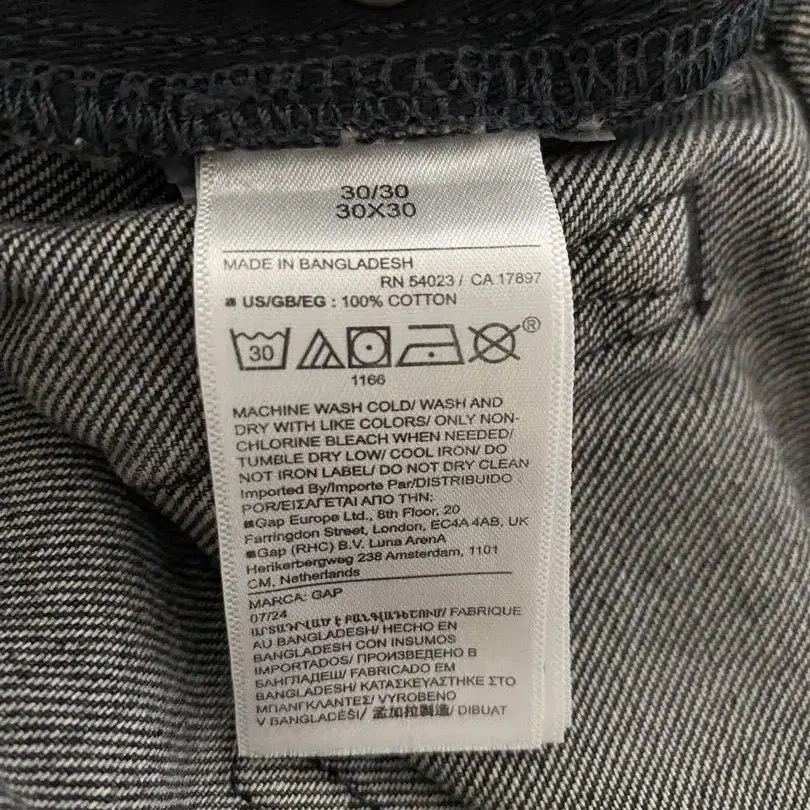 30/30
30X30
MADE IN BANGLADESH
RN 54023 / CA 17897
US/GB/EG : 100% COTTON
30
®
1166
MACHINE WASH COLD/ WASH AND
DRY WITH LIKE COLORS/ ONLY NON-
CHLORINE BLEACH WHEN NEEDED/
TUMBLE DRY LOW/ COOL IRON/ DO
NOT IRON LABEL/ DO NOT DRY CLEAN
Imported By/Importe Par/DISTRIBUIDO
POR/ΕΙΣΑΓΕΤΑΙ ΑΠΟ ΤΗΝ:
Gap Europe Ltd., 8th Floor, 20
Farringdon Street, London, EC4A 4AB, UK
Gap (RHC) B.V. Luna ArenA
Herikerbergweg 238 Amsterdam, 1101
CM, Netherlands
MARCA: GAP
07/24
ԱՐՏԱԴՐՎԱԾ Է ԲԱՆԳԼԱԴԵՇՈՒՄ/ FABRIQUE
AU BANGLADESH/ HECHO EN
BANGLADESH CON INSUMOS
IMPORTADOS/ ПРОИЗВЕДЕНО В
БАНГЛАДЕШ/ FABRICADO EM
BANGLADESH/ ΚΑΤΑΣΚΕΥΑΣΤΗΚΕ ΣΤΟ
ΜΠΑΝΓΚΛΑΝΤΕΣ/ VYROBENO
V BANGLADÉŠI/ 孟加拉製造/ DIBUAT